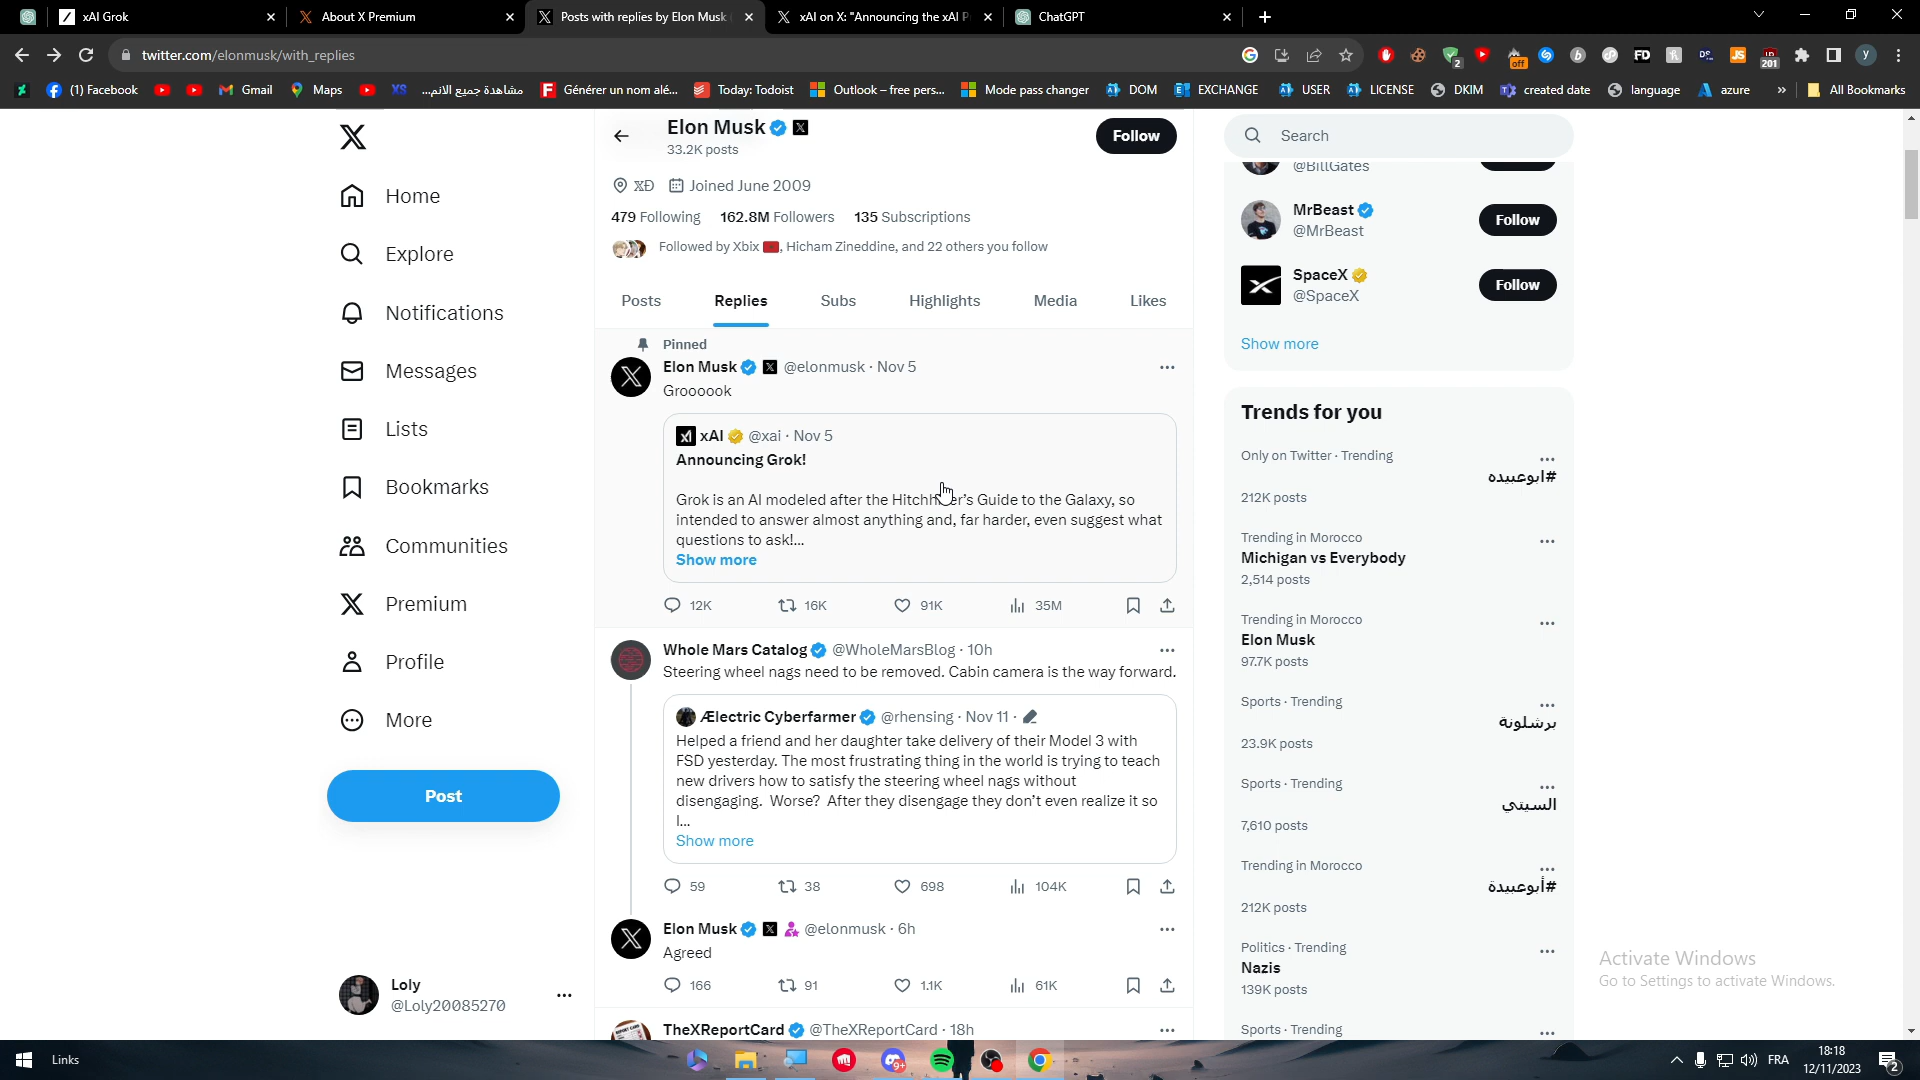 xAI Grok
About X Premium
Posts with replies by Elon Musk
xAI on X: "Announcing the xAI P
ChatGPT
twitter.com/elonmusk/with_replies
2
off
FD
201
(1) Facebook
Gmail
Maps
مشاهدة جميع الانم...
Générer un nom alé...
Today: Todoist
Outlook – free pers...
Mode pass changer
DOM
EXCHANGE
USER
LICENSE
DKIM
created date
language
azure
All Bookmarks
Home
Explore
Notifications
Messages
Lists
Bookmarks
Communities
Premium
Profile
More
Post
Loly
@Loly20085270
Elon Musk
33.2K posts
Follow
XÐ Joined June 2009
479 Following 162.8M Followers 135 Subscriptions
Followed by Xbix, Hicham Zineddine, and 22 others you follow
Posts Replies Subs Highlights Media Likes
Pinned
Elon Musk @elonmusk · Nov 5
Groooook
xAI @xai · Nov 5
Announcing Grok!
Grok is an AI modeled after the Guide to the Galaxy, so
intended to answer almost anything and, far harder, even suggest what
questions to ask!...
Show more
12K 16K 91K 35M
Whole Mars Catalog @WholeMarsBlog · 10h
Steering wheel nags need to be removed. Cabin camera is the way forward.
Ælectric Cyberfarmer @rhensing · Nov 11 ·
Helped a friend and her daughter take delivery of their Model 3 with
FSD yesterday. The most frustrating thing in the world is trying to teach
new drivers how to satisfy the steering wheel nags without
disengaging. Worse? After they disengage they don't even realize it so
I...
Show more
59 38 698 104K
Elon Musk @elonmusk · 6h
Agreed
166 91 1.1K 61K
TheXReportCard @TheXReportCard · 18h
Search
@BillGates
MrBeast
@MrBeast
Follow
SpaceX
@SpaceX
Follow
Show more
Trends for you
Only on Twitter · Trending
#ابوعبيده
212K posts
Trending in Morocco
Michigan vs Everybody
2,514 posts
Trending in Morocco
Elon Musk
97.7K posts
Sports · Trending
برشلونة
23.9K posts
Sports · Trending
السيتي
7,610 posts
Trending in Morocco
#أبوعبيدة
212K posts
Politics · Trending
Nazis
139K posts
Sports · Trending
Activate Windows
Go to Settings to activate Windows.
Links
9+
FRA
18:18
12/11/2023
2